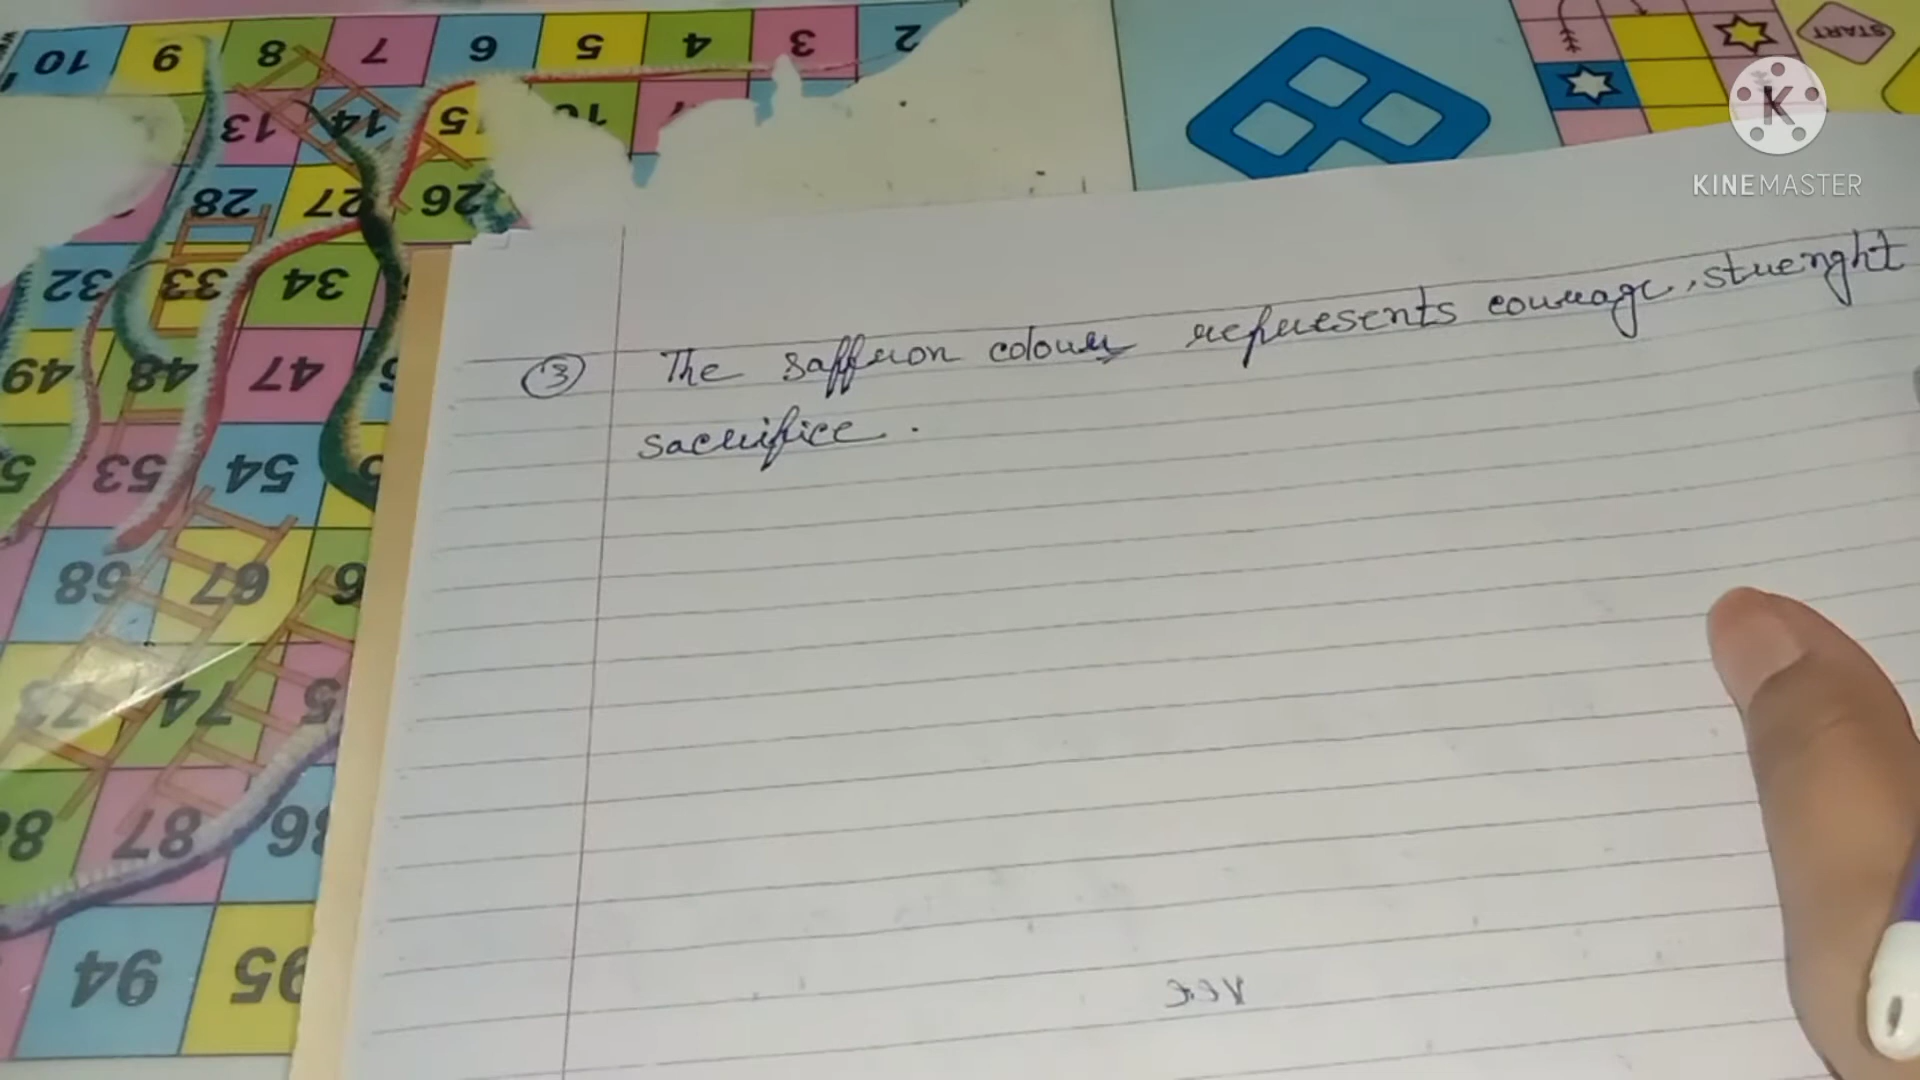 10 9 8 7 6 5 4 3 2
13 14 15 16
28 27 26
32 33 34
49 48 47
53 54
68 67
73 74
87 86
94 95
START
KINEMASTER
③ The saffron colour represents courage, strenght
sacrifice.